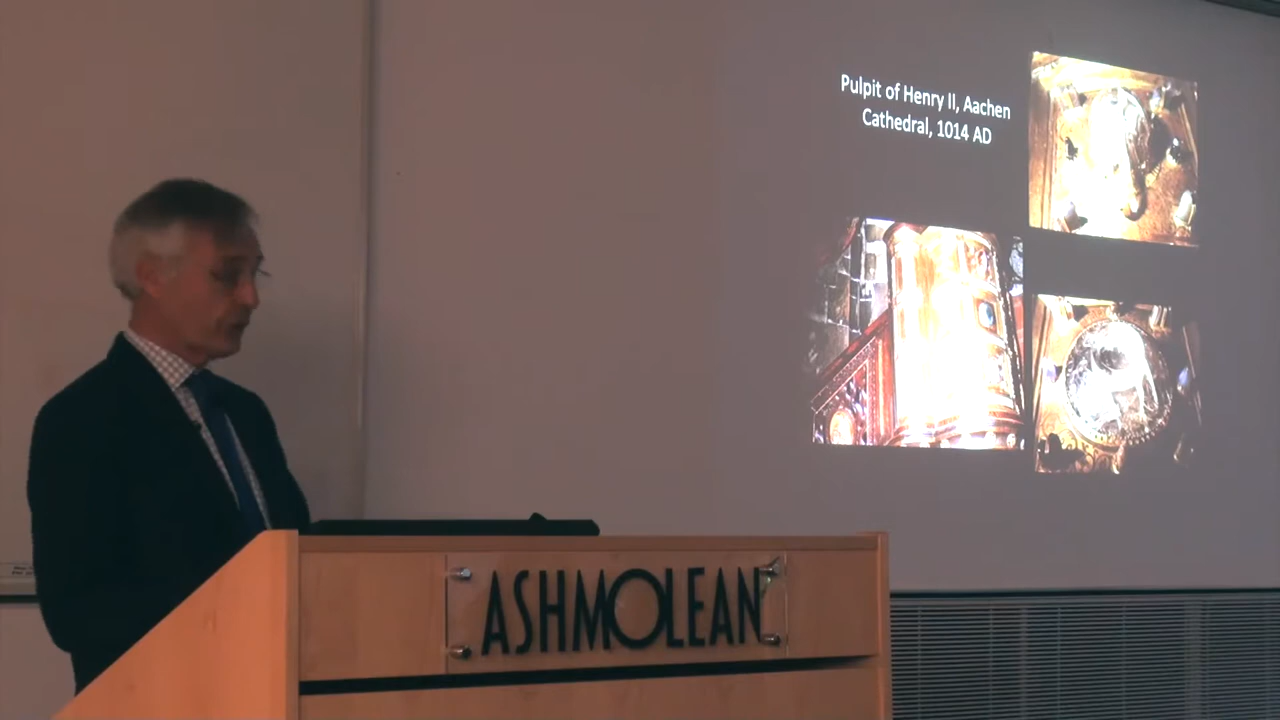 Pulpit of Henry II, Aachen
Cathedral, 1014 AD
ASHMOLEAN